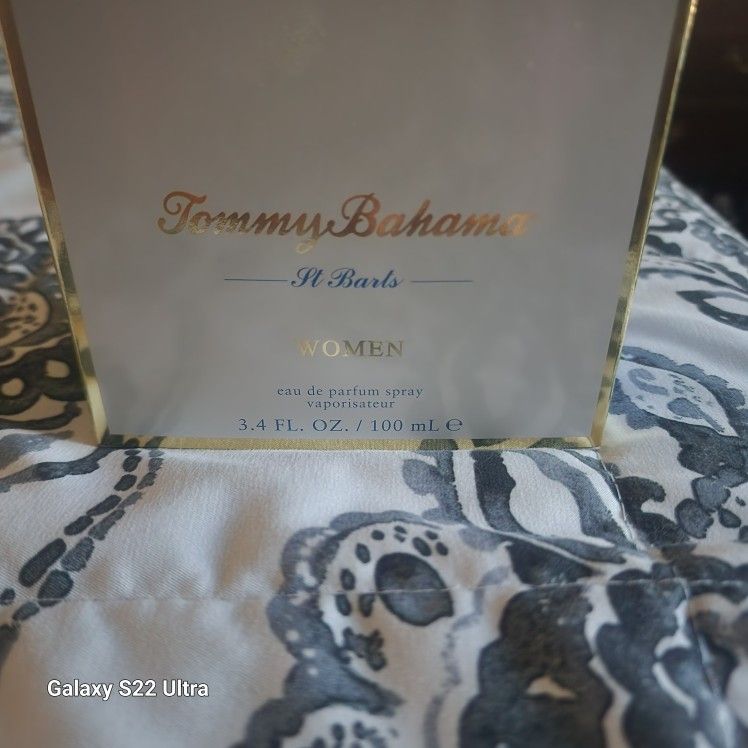 Tommy Bahama
St Barts
WOMEN
eau de parfum spray
vaporisateur
3.4 FL. OZ. / 100 mL ℮
Galaxy S22 Ultra